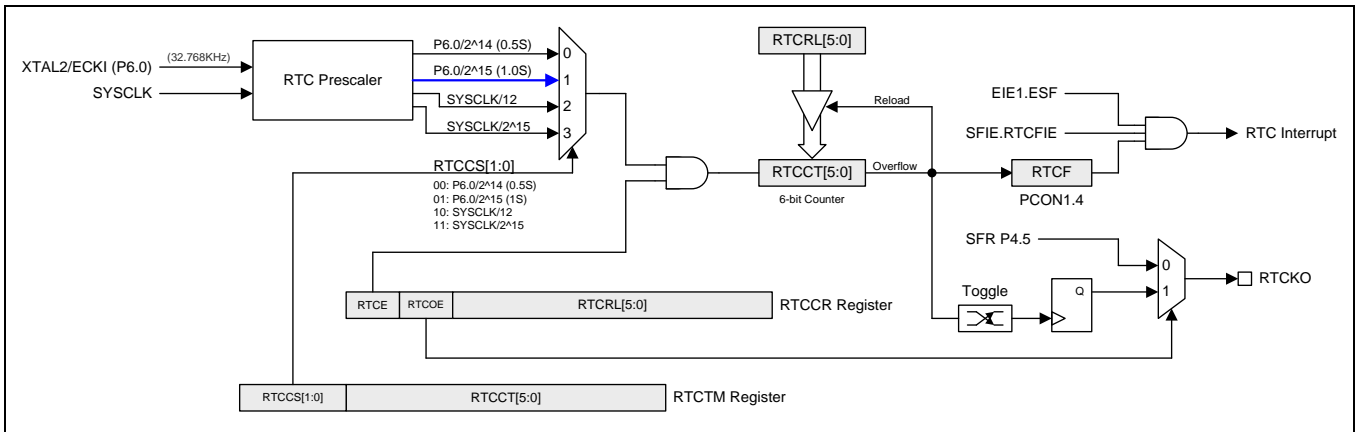 XTAL2/ECKI (P6.0)
(32.768KHz)
SYSCLK
RTC Prescaler
P6.0/2^14 (0.5S)
P6.0/2^15 (1.0S)
SYSCLK/12
SYSCLK/2^15
0
1
2
3
RTCCS[1:0]
00: P6.0/2^14 (0.5S)
01: P6.0/2^15 (1S)
10: SYSCLK/12
11: SYSCLK/2^15
RTCRL[5:0]
Reload
RTCCT[5:0]
Overflow
6-bit Counter
EIE1.ESF
SFIE.RTCFIE
RTC Interrupt
RTCF
PCON1.4
SFR P4.5
0
1
RTCKO
Toggle
Q
RTCE
RTCOE
RTCRL[5:0]
RTCCR Register
RTCCS[1:0]
RTCCT[5:0]
RTCTM Register